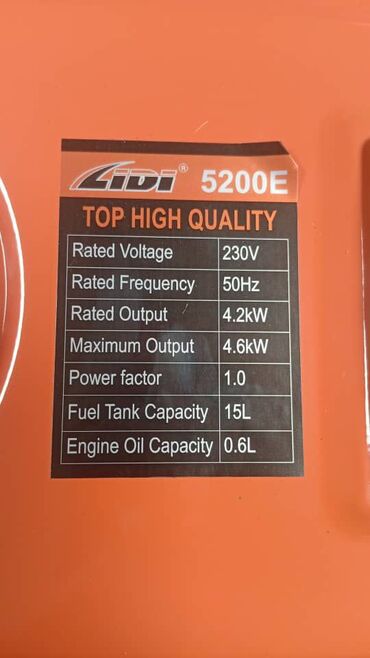 LIDI® 5200E
TOP HIGH QUALITY
Rated Voltage 230V
Rated Frequency 50Hz
Rated Output 4.2kW
Maximum Output 4.6kW
Power factor 1.0
Fuel Tank Capacity 15L
Engine Oil Capacity 0.6L